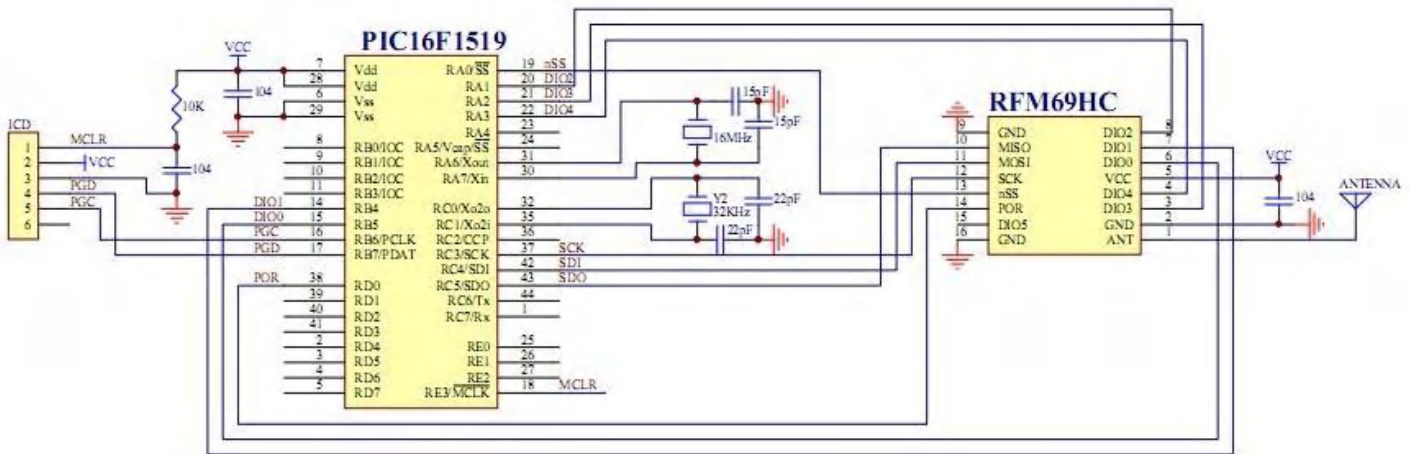 PIC16F1519
VCC
7 Vdd
28 Vdd
6 Vss
29 Vss
8 RB0/IOC
9 RB1/IOC
10 RB2/IOC
11 RB3/IOC
DIO1 14 RB4
DIO0 15 RB5
PGC 16 RB6/PCLK
PGD 17 RB7/PDAT
POR 38 RD0
39 RD1
40 RD2
41 RD3
2 RD4
3 RD5
4 RD6
5 RD7
RA0/SS 19 nSS
RA1 20 DIO2
RA2 21 DIO3
RA3 22 DIO4
RA4 23
RA5/Vcap/SS 24
RA6/Xout 31
RA7/Xin 30
RC0/Xo2o 32
RC1/Xo2i 35
RC2/CCP 36
RC3/SCK 37 SCK
RC4/SDI 42 SDI
RC5/SDO 43 SDO
RC6/Tx 44
RC7/Rx 1
RE0 25
RE1 26
RE2 27
RE3/MCLK 18 MCLR
10K
104
104
ICD
1 MCLR
2 VCC
3
4 PGD
5 PGC
6
15pF
15pF
16MHz
Y2
32KHz
22pF
22pF
RFM69HC
9 GND
10 MISO
11 MOSI
12 SCK
13 nSS
14 POR
15 DIO5
16 GND
DIO2 8
DIO1 7
DIO0 6
VCC 5
DIO4 4
DIO3 3
GND 2
ANT 1
VCC
104
ANTENNA